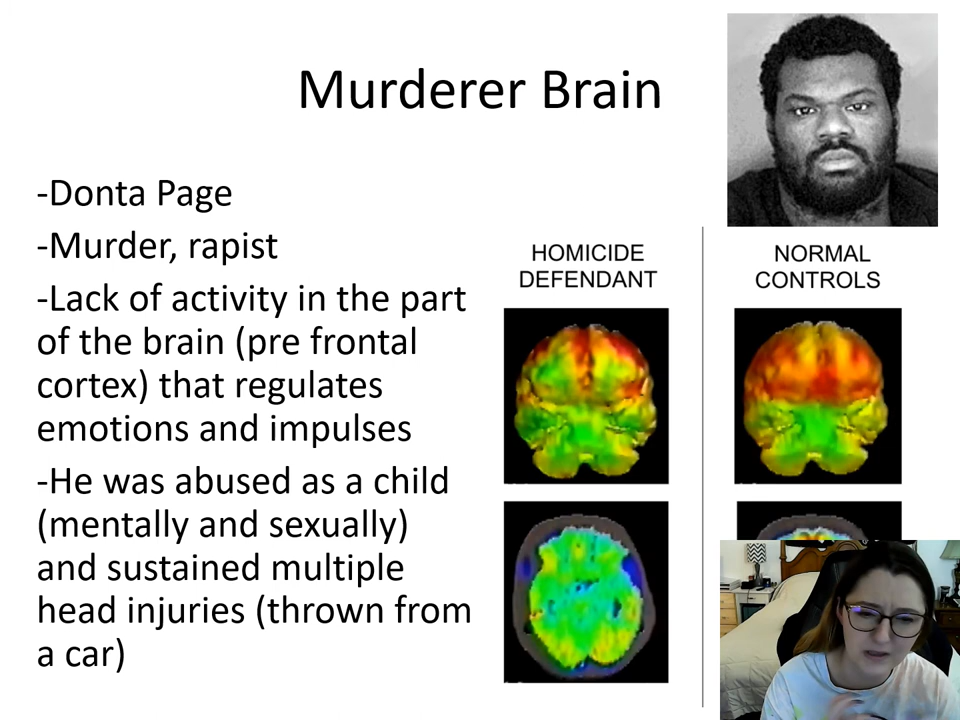 Murderer Brain
-Donta Page
-Murder, rapist
-Lack of activity in the part
of the brain (pre frontal
cortex) that regulates
emotions and impulses
-He was abused as a child
(mentally and sexually)
and sustained multiple
head injuries (thrown from
a car)
HOMICIDE
DEFENDANT
NORMAL
CONTROLS